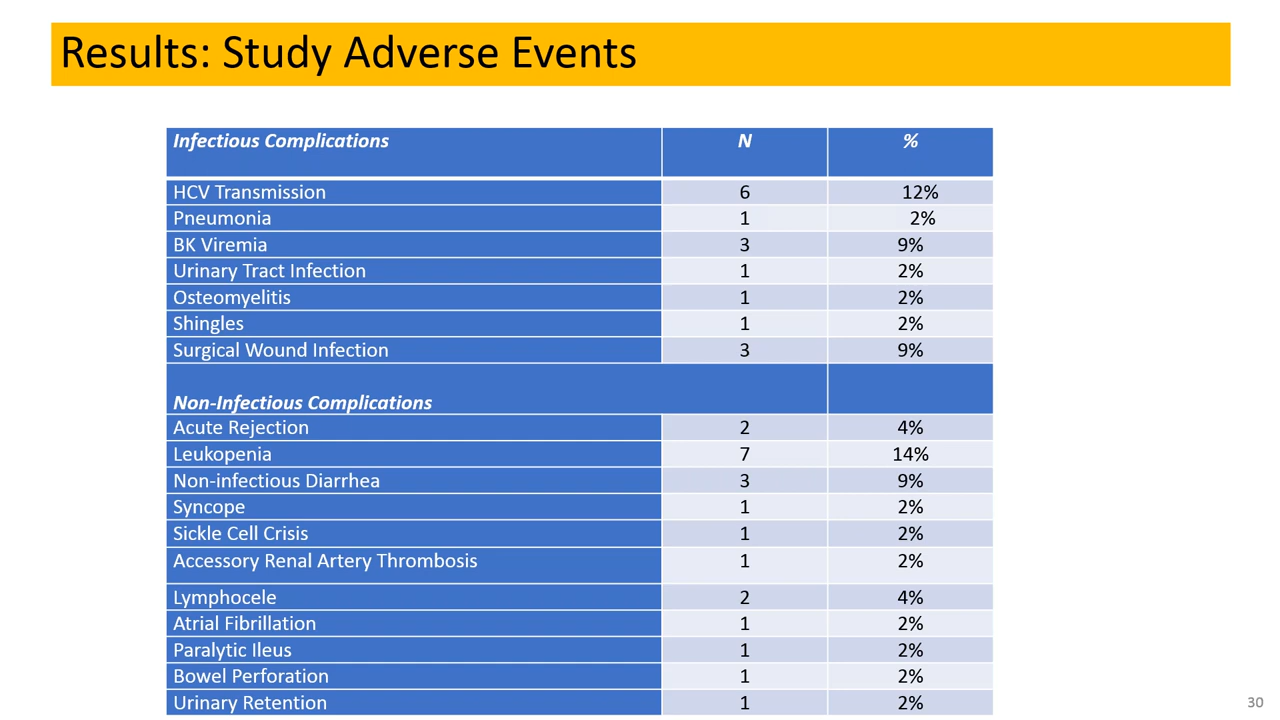 Results: Study Adverse Events
Infectious Complications N %
HCV Transmission 6 12%
Pneumonia 1 2%
BK Viremia 3 9%
Urinary Tract Infection 1 2%
Osteomyelitis 1 2%
Shingles 1 2%
Surgical Wound Infection 3 9%
Non-Infectious Complications
Acute Rejection 2 4%
Leukopenia 7 14%
Non-infectious Diarrhea 3 9%
Syncope 1 2%
Sickle Cell Crisis 1 2%
Accessory Renal Artery Thrombosis 1 2%
Lymphocele 2 4%
Atrial Fibrillation 1 2%
Paralytic Ileus 1 2%
Bowel Perforation 1 2%
Urinary Retention 1 2%
30